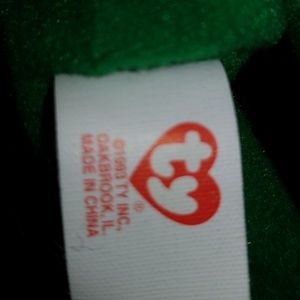 ty®
©1993 TY INC.
OAKBROOK, IL.
MADE IN CHINA